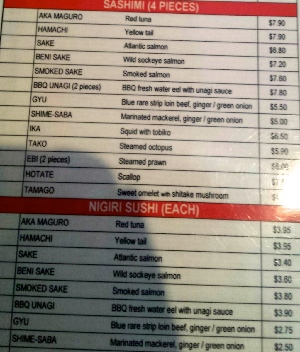 SASHIMI (4 PIECES)
AKA MAGURO Red tuna $7.90
HAMACHI Yellow tail $7.90
SAKE Atlantic salmon $6.80
BENI SAKE Wild sockeye salmon $7.20
SMOKED SAKE Smoked salmon $7.60
BBQ UNAGI (2 pieces) BBQ fresh water eel with unagi sauce $7.80
GYU Blue rare strip loin beef, ginger / green onion $5.50
SHIME-SABA Marinated mackerel, ginger / green onion $5.00
IKA Squid with tobiko $6.50
TAKO Steamed octopus $5.90
EBI (2 pieces) Steamed prawn
HOTATE Scallop
TAMAGO Sweet omelet with shitake mushroom
NIGIRI SUSHI (EACH)
AKA MAGURO Red tuna $3.95
HAMACHI Yellow tail $3.95
SAKE Atlantic salmon $3.40
BENI SAKE Wild sockeye salmon $3.60
SMOKED SAKE Smoked salmon $3.80
BBQ UNAGI BBQ fresh water eel with unagi sauce $3.90
GYU Blue rare strip loin beef, ginger / green onion $2.75
SHIME-SABA Marinated mackerel, ginger / green onion $2.50